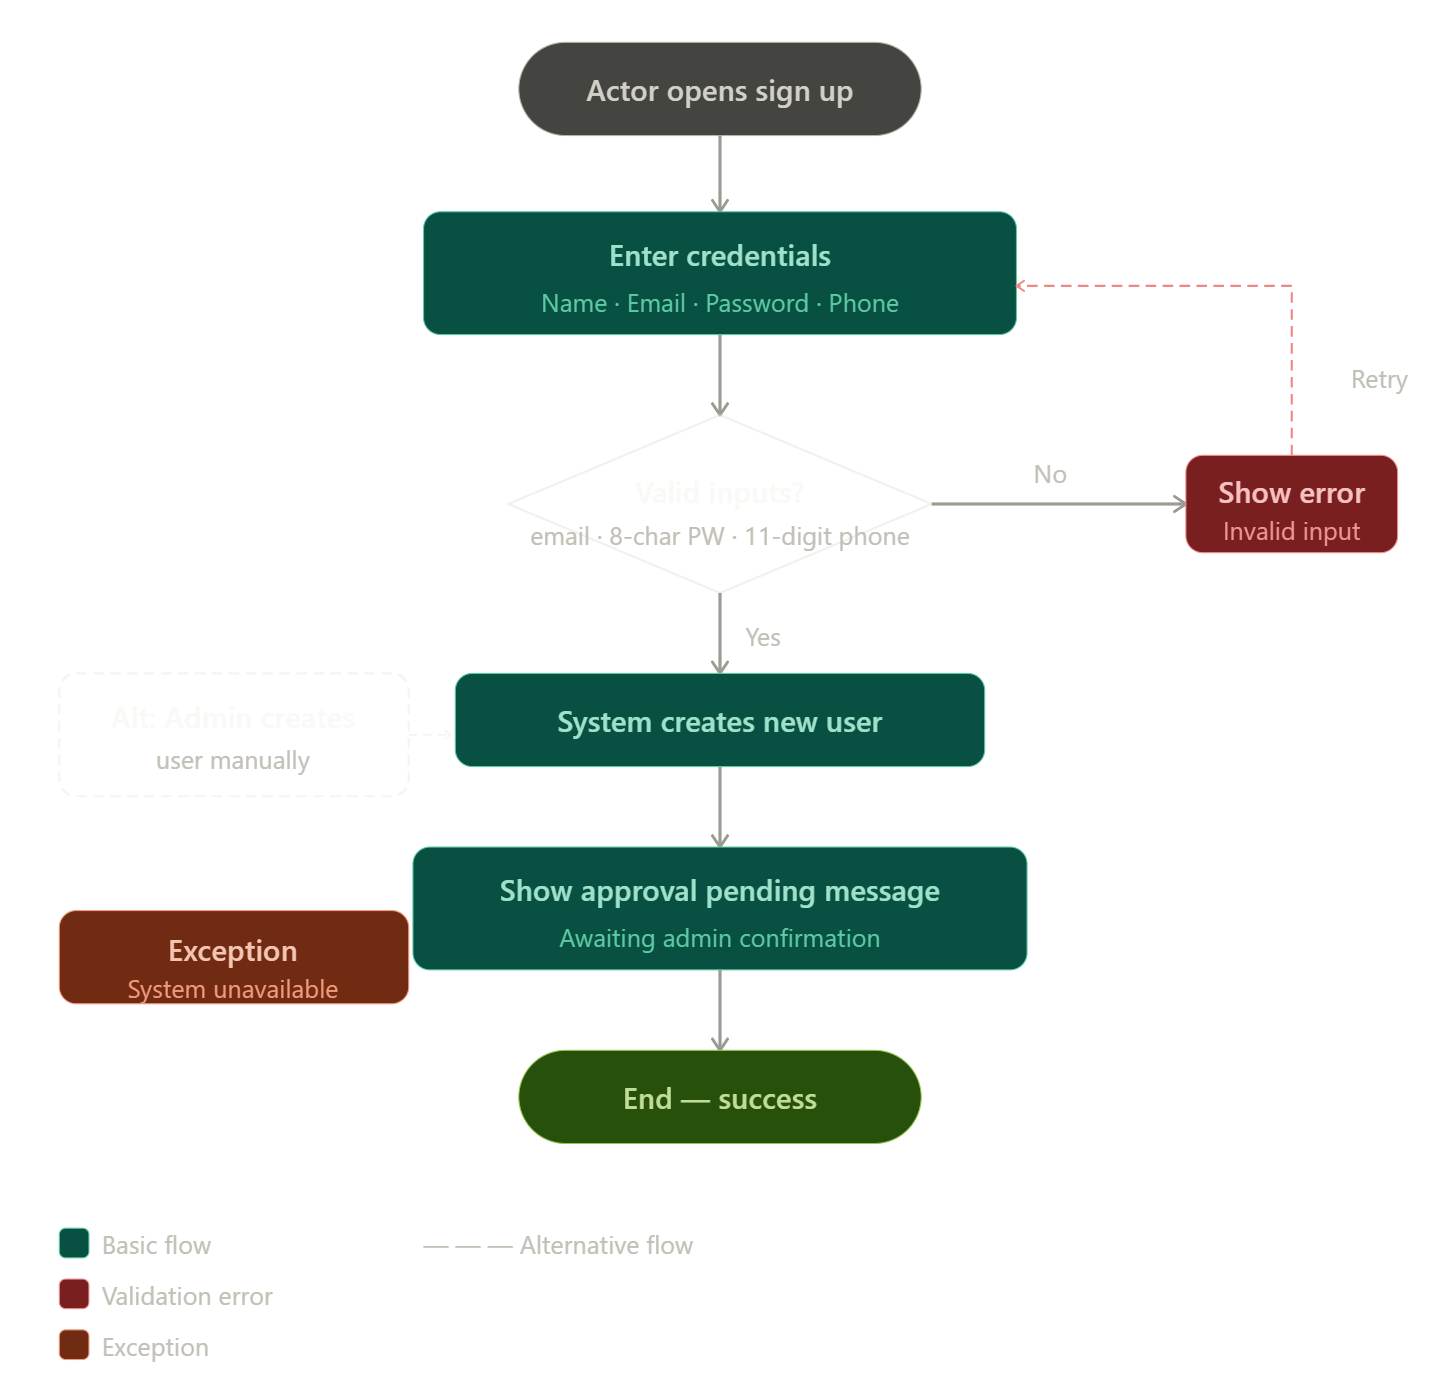 Actor opens sign up
Enter credentials
Name · Email · Password · Phone
Retry
Valid inputs?
email · 8-char PW · 11-digit phone
No
Show error
Invalid input
Yes
Alt: Admin creates
user manually
System creates new user
Show approval pending message
Awaiting admin confirmation
Exception
System unavailable
End — success
Basic flow
Alternative flow
Validation error
Exception